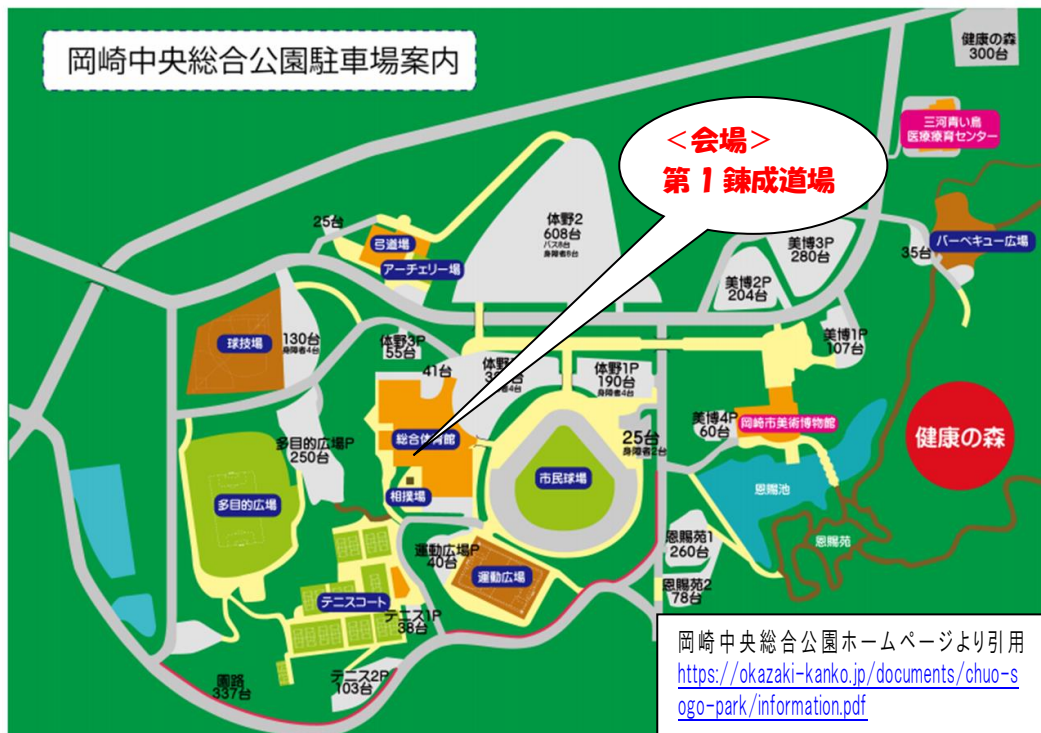 岡崎中央総合公園駐車場案内
健康の森
300台
三河青い鳥
医療療育センター
<会場>
第1錬成道場
25台
弓道場
アーチェリー場
体野2
608台
バス8台
身障者6台
美博3P
280台
美博2P
204台
35台
バーベキュー広場
球技場
130台
身障者4台
体野3P
55台
41台
体野1P
190台
身障者4台
美博1P
107台
美博4P
60台
岡崎市美術博物館
健康の森
総合体育館
多目的広場P
250台
25台
身障者2台
市民球場
多目的広場
相撲場
恩賜池
恩賜苑
運動広場P
40台
運動広場
恩賜苑1
260台
恩賜苑2
78台
テニスコート
テニス1P
38台
テニス2P
103台
園路
337台
岡崎中央総合公園ホームページより引用
https://okazaki-kanko.jp/documents/chuo-s
ogo-park/information.pdf